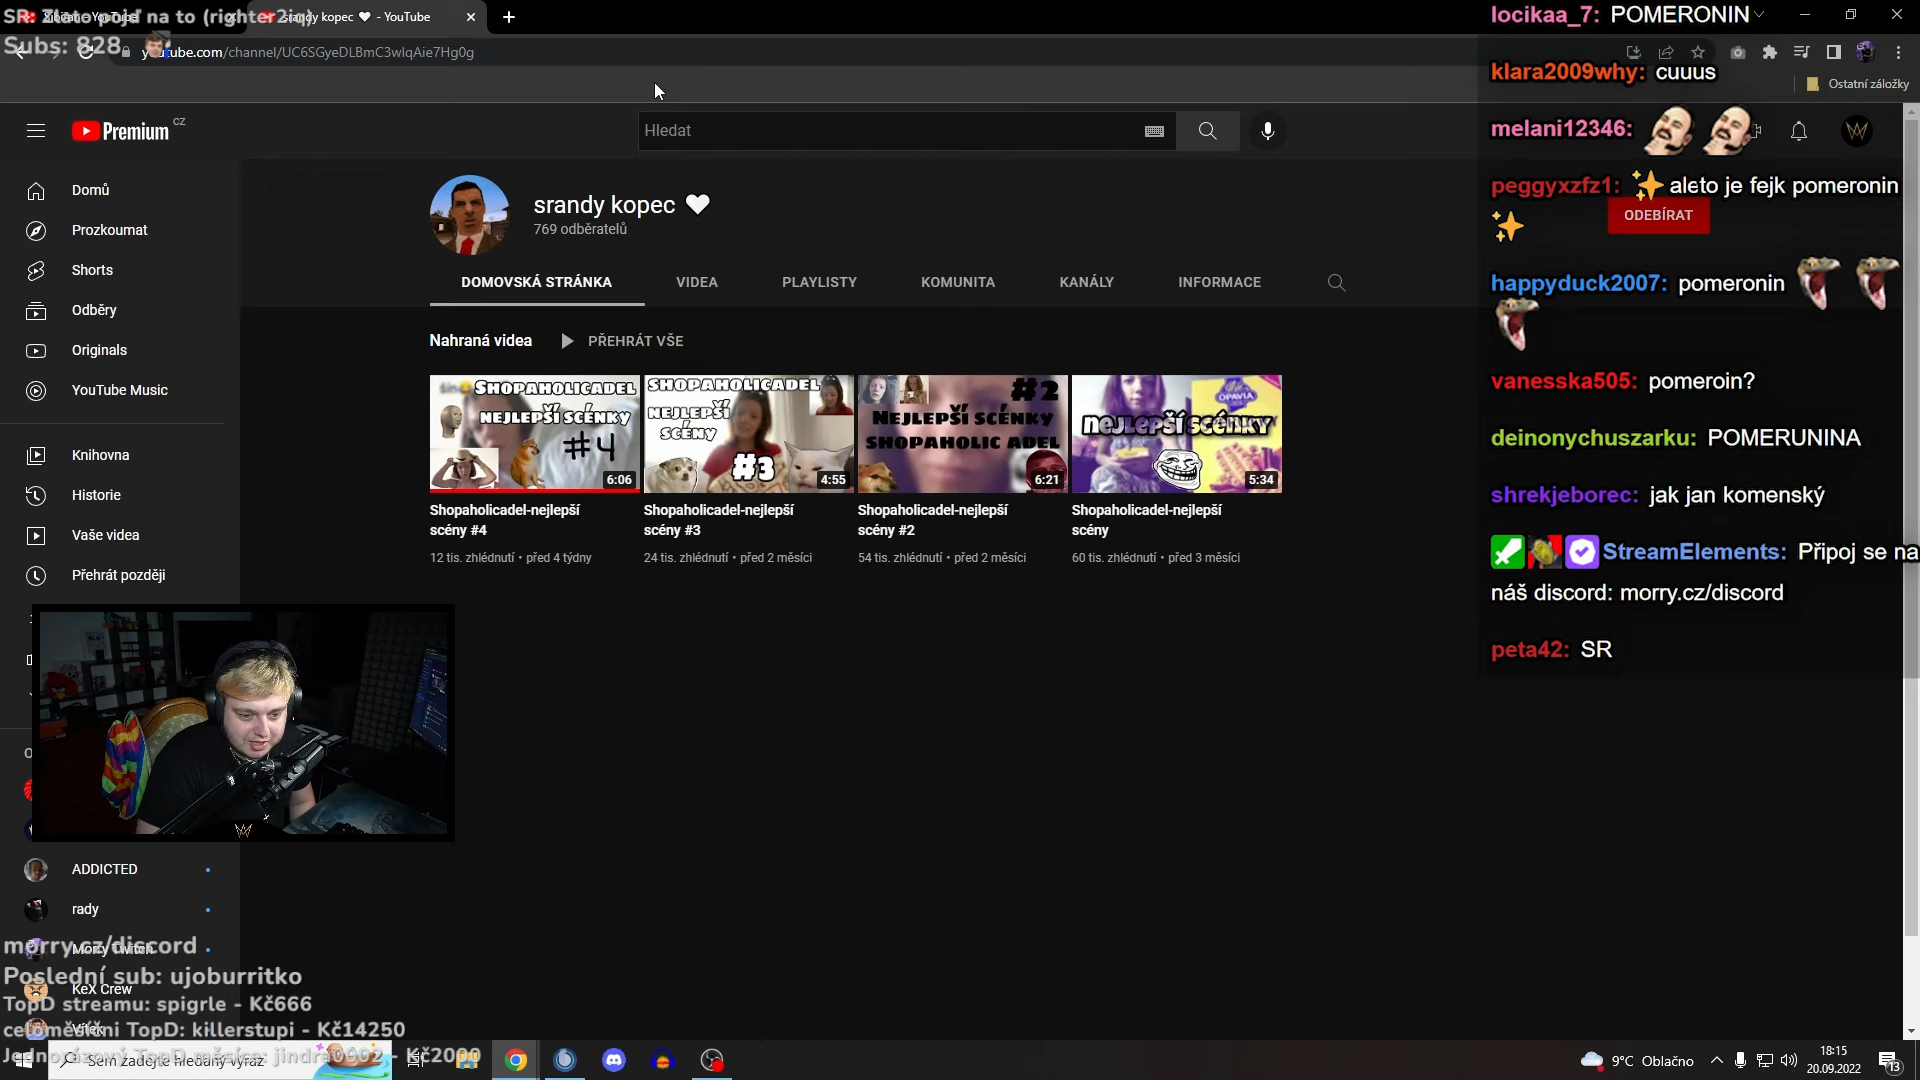 SR: Zlato pojď na to (righter2iq)
srandy kopec 🤍 - YouTube
Subs: 828
youtube.com/channel/UC6SGyeDLBmC3wlqAie7Hg0g
Ostatní záložky
Premium CZ
Hledat
Domů
Prozkoumat
Shorts
Odběry
Originals
YouTube Music
Knihovna
Historie
Vaše videa
Přehrát později
ADDICTED
rady
Morry Twitch
KeX Crew
srandy kopec 🤍
769 odběratelů
ODEBÍRAT
DOMOVSKÁ STRÁNKA VIDEA PLAYLISTY KOMUNITA KANÁLY INFORMACE
Nahraná videa PŘEHRÁT VŠE
SHOPAHOLICADEL
NEJLEPŠÍ SCÉNKY
#4
6:06
SHOPAHOLICADEL
NEJLEPŠÍ
SCÉNY
#3
4:55
#2
NEJLEPŠÍ SCÉNKY
SHOPAHOLIC ADEL
6:21
OPAVIA
NEJLEPŠÍ SCÉNKY
5:34
Shopaholicadel-nejlepší
scény #4
12 tis. zhlédnutí • před 4 týdny
Shopaholicadel-nejlepší
scény #3
24 tis. zhlédnutí • před 2 měsíci
Shopaholicadel-nejlepší
scény #2
54 tis. zhlédnutí • před 2 měsíci
Shopaholicadel-nejlepší
scény
60 tis. zhlédnutí • před 3 měsíci
locikaa_7: POMERONIN
klara2009why: cuuus
melani12346:
peggyxzfz1: ✨ aleto je fejk pomeronin
✨
happyduck2007: pomeronin
vanesska505: pomeroin?
deinonychuszarku: POMERUNINA
shrekjeborec: jak jan komenský
StreamElements: Připoj se na
náš discord: morry.cz/discord
peta42: SR
morry.cz/discord
Poslední sub: ujoburritko
TopD streamu: spigrle - Kč666
celoměsíčni TopD: killerstupi - Kč14250
Jednorázový TopD měsíce: jindra0002 - Kč2000
Sem zadejte hledaný výraz
9°C Oblačno
18:15
20.09.2022
13